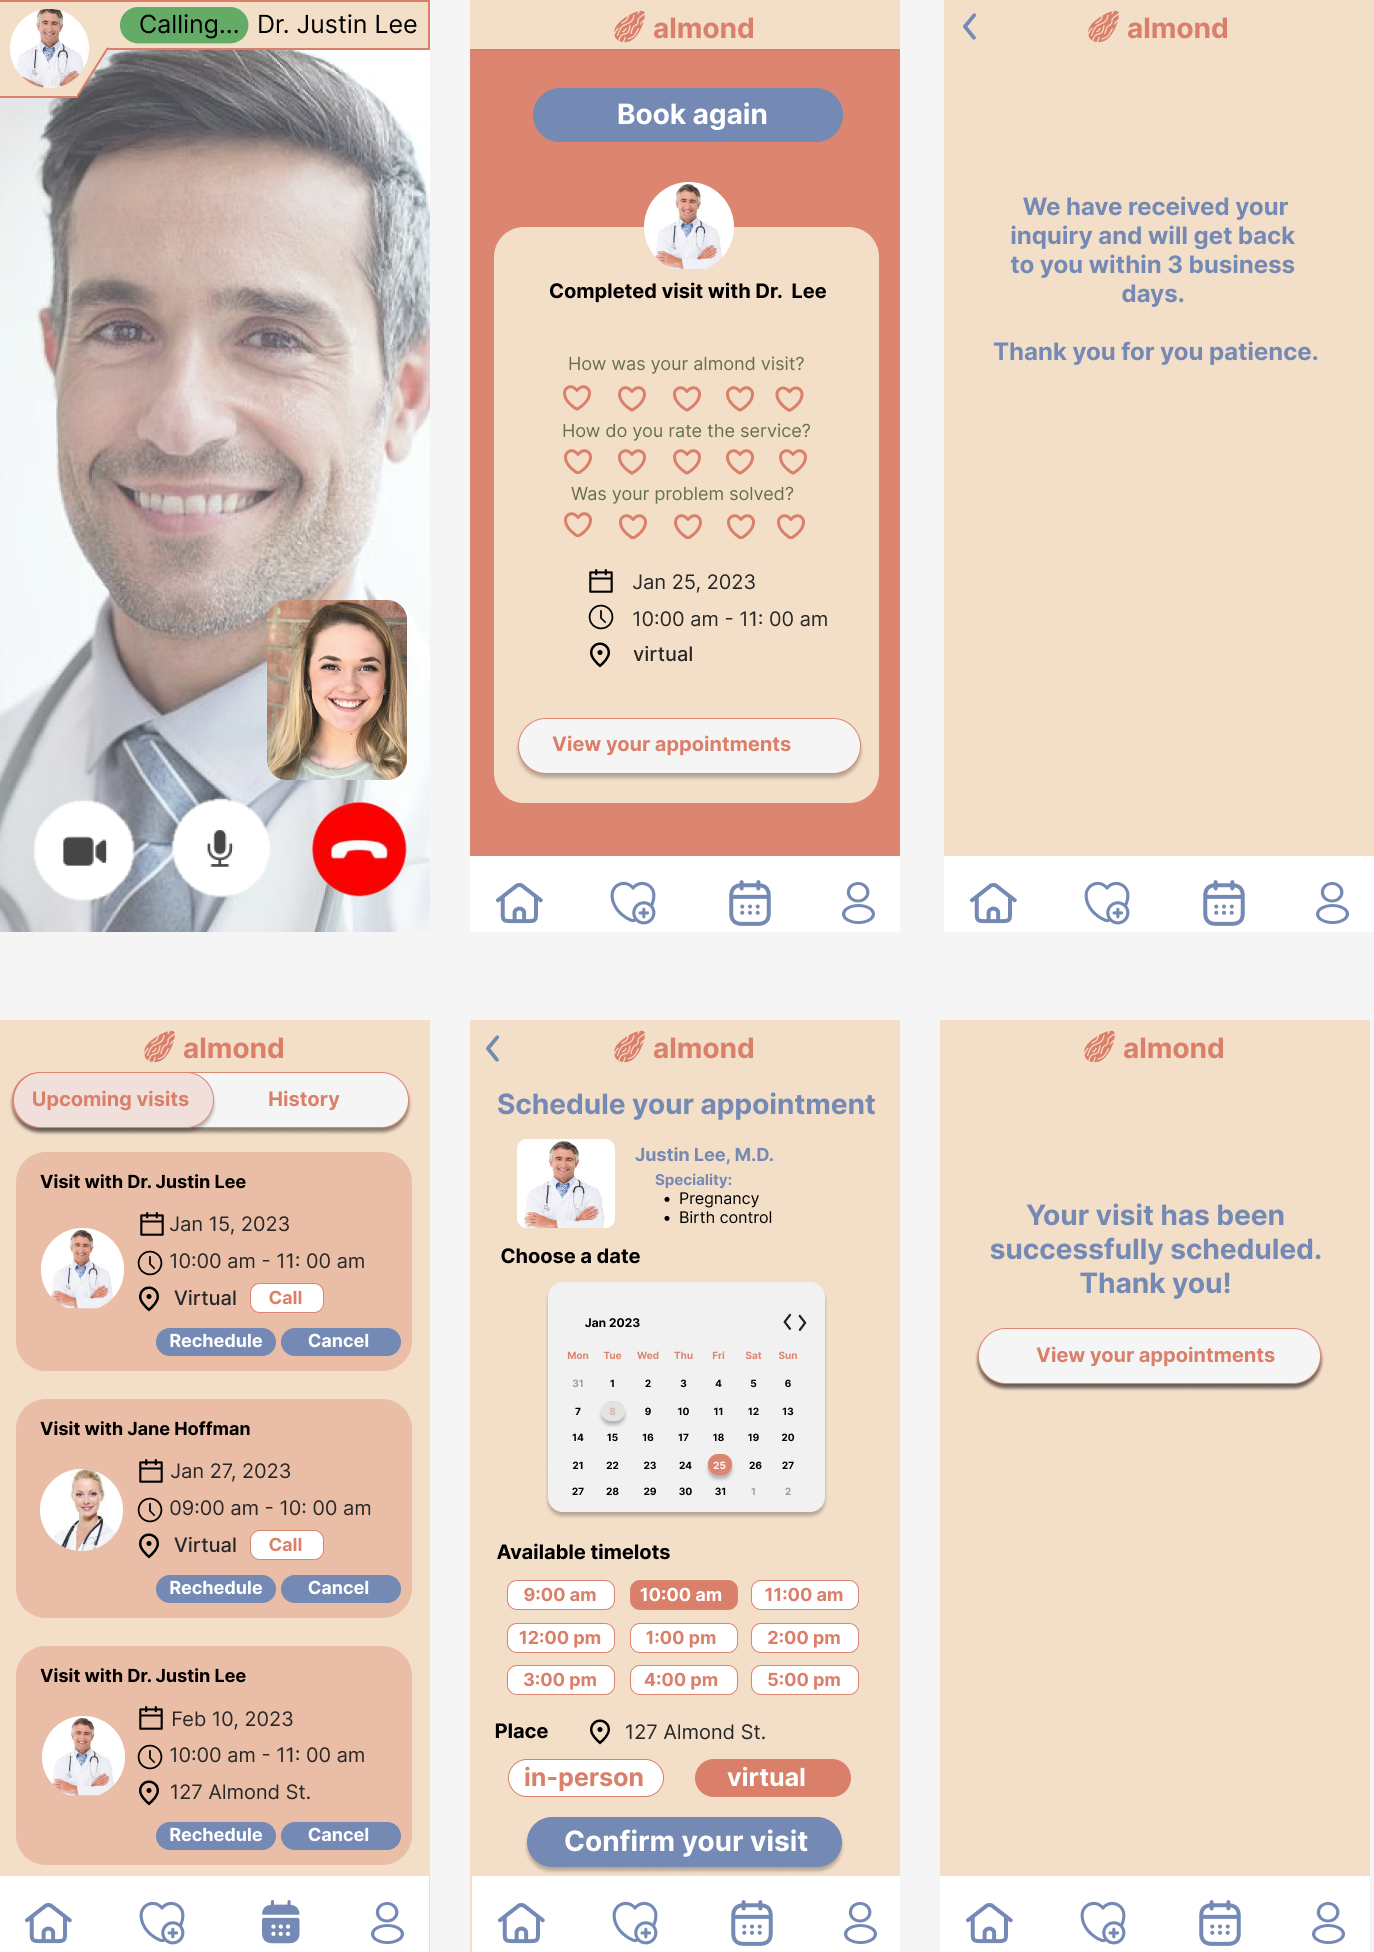 Calling...
Dr. Justin Lee
almond
Book again
Completed visit with Dr. Lee
How was your almond visit?
How do you rate the service?
Was your problem solved?
Jan 25, 2023
10:00 am - 11: 00 am
virtual
View your appointments
almond
We have received your
inquiry and will get back
to you within 3 business
days.
Thank you for you patience.
almond
Upcoming visits
History
Visit with Dr. Justin Lee
Jan 15, 2023
10:00 am - 11: 00 am
Virtual
Call
Rechedule
Cancel
Visit with Jane Hoffman
Jan 27, 2023
09:00 am - 10: 00 am
Virtual
Call
Rechedule
Cancel
Visit with Dr. Justin Lee
Feb 10, 2023
10:00 am - 11: 00 am
127 Almond St.
Rechedule
Cancel
almond
Schedule your appointment
Justin Lee, M.D.
Speciality:
• Pregnancy
• Birth control
Choose a date
Jan 2023
Mon Tue Wed Thu Fri Sat Sun
31 1 2 3 4 5 6
7 8 9 10 11 12 13
14 15 16 17 18 19 20
21 22 23 24 25 26 27
27 28 29 30 31 1 2
Available timelots
9:00 am 10:00 am 11:00 am
12:00 pm 1:00 pm 2:00 pm
3:00 pm 4:00 pm 5:00 pm
Place 127 Almond St.
in-person virtual
Confirm your visit
almond
Your visit has been
successfully scheduled.
Thank you!
View your appointments